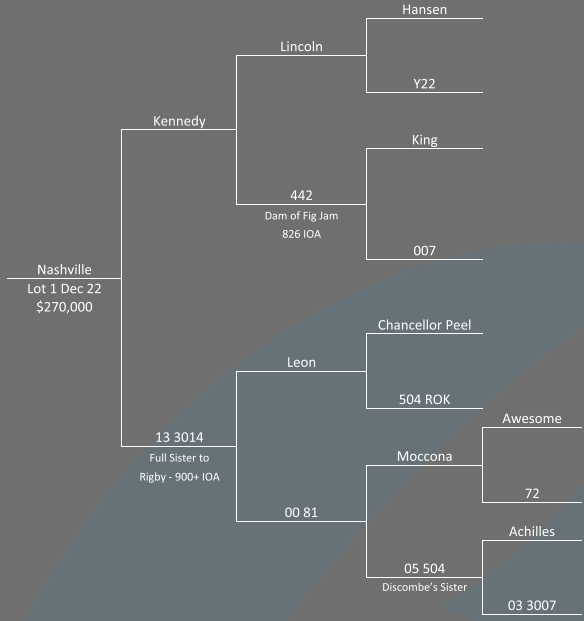 Hansen
Lincoln
Y22
Kennedy
King
442
Dam of Fig Jam
826 IOA
007
Nashville
Lot 1 Dec 22
$270,000
Chancellor Peel
Leon
504 ROK
Awesome
13 3014
Full Sister to
Rigby - 900+ IOA
Moccona
72
00 81
Achilles
05 504
Discombe's Sister
03 3007